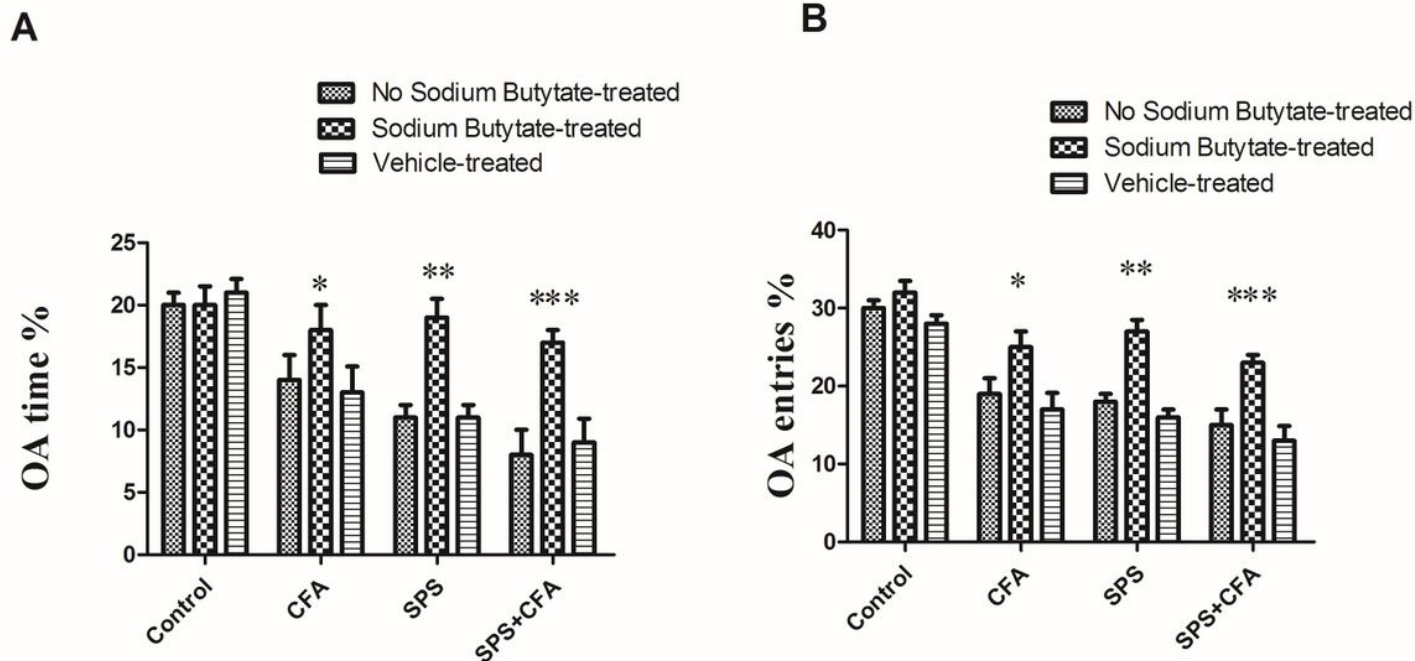 A
No Sodium Butytate-treated
Sodium Butytate-treated
Vehicle-treated
OA time %
25
20
15
10
5
0
*
**
***
Control
CFA
SPS
SPS+CFA
B
No Sodium Butytate-treated
Sodium Butytate-treated
Vehicle-treated
OA entries %
40
30
20
10
0
*
**
***
Control
CFA
SPS
SPS+CFA